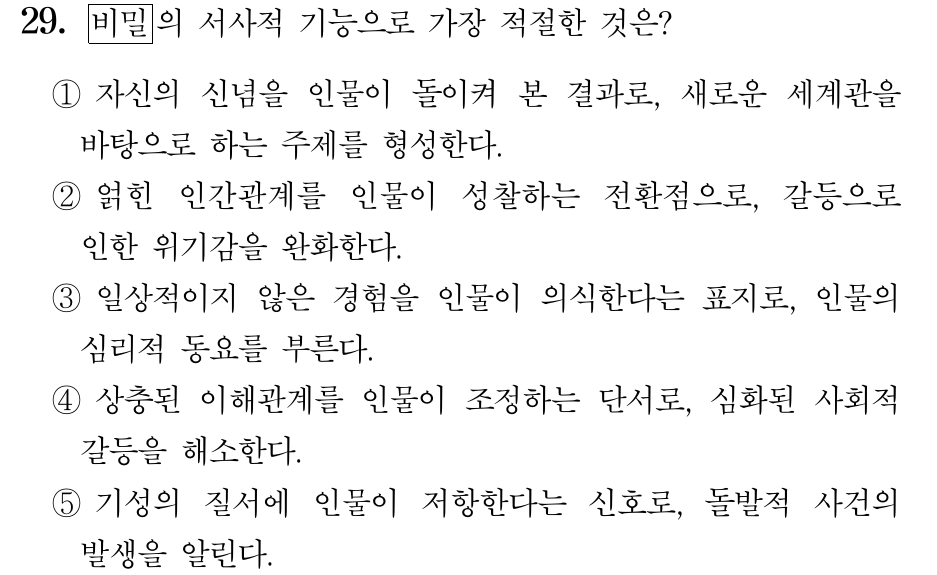 29. 비밀의 서사적 기능으로 가장 적절한 것은?
① 자신의 신념을 인물이 돌이켜 본 결과로, 새로운 세계관을
바탕으로 하는 주제를 형성한다.
② 얽힌 인간관계를 인물이 성찰하는 전환점으로, 갈등으로
인한 위기감을 완화한다.
③ 일상적이지 않은 경험을 인물이 의식한다는 표지로, 인물의
심리적 동요를 부른다.
④ 상충된 이해관계를 인물이 조정하는 단서로, 심화된 사회적
갈등을 해소한다.
⑤ 기성의 질서에 인물이 저항한다는 신호로, 돌발적 사건의
발생을 알린다.